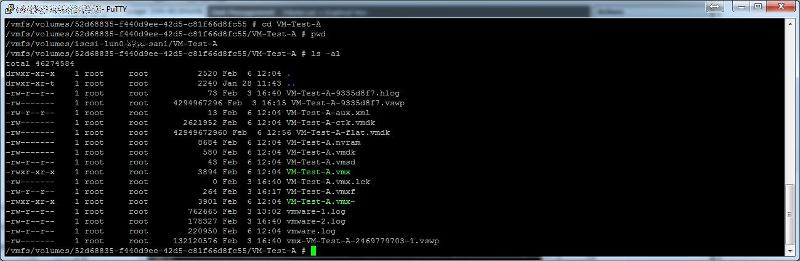 - PuTTY
/vmfs/volumes/52d68835-f440d9ee-42d5-c81f66d8fc55 # cd VM-Test-A
/vmfs/volumes/52d68835-f440d9ee-42d5-c81f66d8fc55/VM-Test-A # pwd
/vmfs/volumes/iscsi-lun0- -san1/VM-Test-A
/vmfs/volumes/52d68835-f440d9ee-42d5-c81f66d8fc55/VM-Test-A # ls -al
total 46274584
drwxr-xr-x 1 root root 2520 Feb 6 12:04 .
drwxr-xr-t 1 root root 2240 Jan 28 11:43 ..
-rw-r--r-- 1 root root 73 Feb 3 16:40 VM-Test-A-9335d8f7.hlog
-rw------- 1 root root 4294967296 Feb 3 16:15 VM-Test-A-9335d8f7.vswp
-rw-r--r-- 1 root root 13 Feb 6 12:04 VM-Test-A-aux.xml
-rw------- 1 root root 2621952 Feb 6 12:04 VM-Test-A-ctk.vmdk
-rw------- 1 root root 42949672960 Feb 6 12:56 VM-Test-A-flat.vmdk
-rw------- 1 root root 8684 Feb 6 12:04 VM-Test-A.nvram
-rw------- 1 root root 580 Feb 6 12:04 VM-Test-A.vmdk
-rw-r--r-- 1 root root 43 Feb 6 12:04 VM-Test-A.vmsd
-rwxr-xr-x 1 root root 3894 Feb 6 12:04 VM-Test-A.vmx
-rw------- 1 root root 0 Feb 3 16:40 VM-Test-A.vmx.lck
-rw-r--r-- 1 root root 264 Feb 3 16:17 VM-Test-A.vmxf
-rwxr-xr-x 1 root root 3901 Feb 6 12:04 VM-Test-A.vmx~
-rw-r--r-- 1 root root 762665 Feb 3 13:02 vmware-1.log
-rw-r--r-- 1 root root 178327 Feb 3 16:40 vmware-2.log
-rw-r--r-- 1 root root 220950 Feb 6 12:04 vmware.log
-rw------- 1 root root 132120576 Feb 3 16:40 vmx-VM-Test-A-2469779703-1.vswp
/vmfs/volumes/52d68835-f440d9ee-42d5-c81f66d8fc55/VM-Test-A #